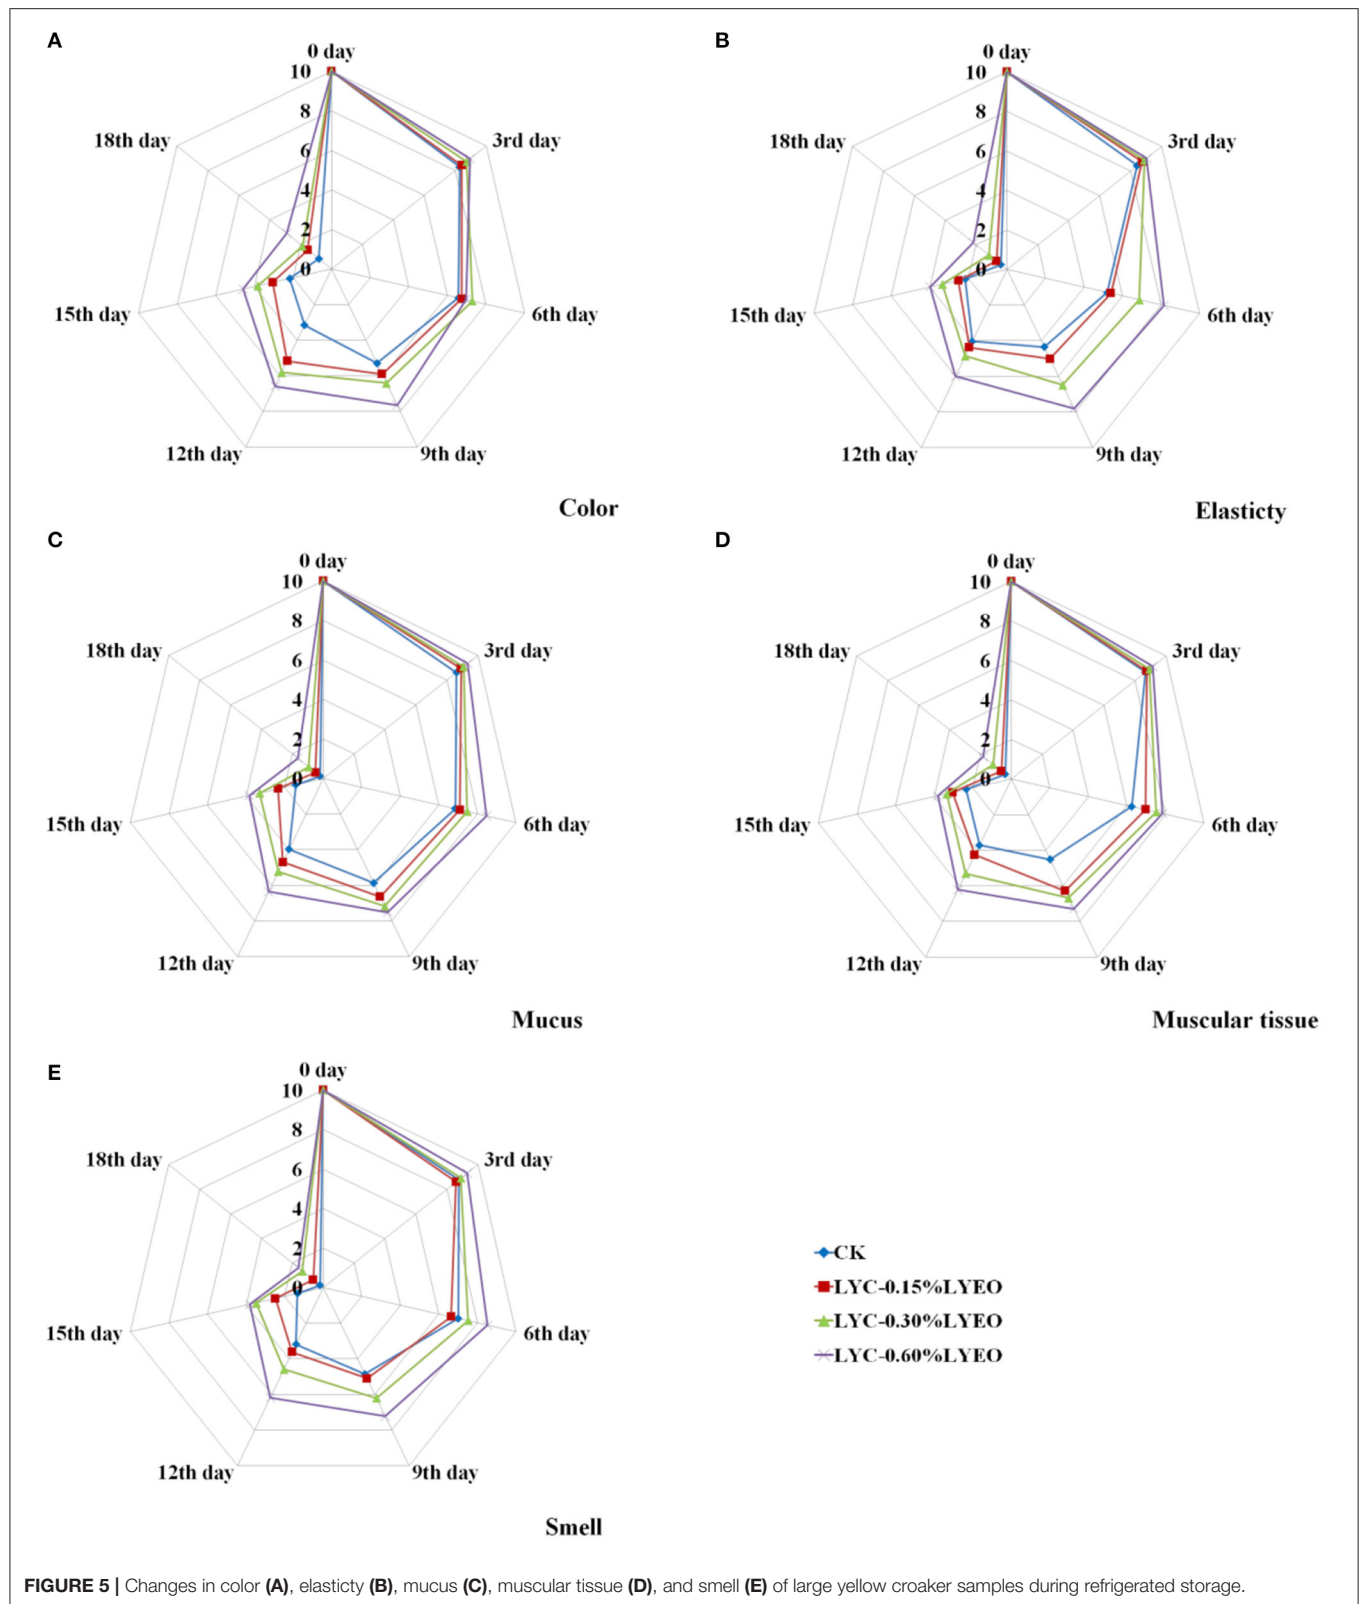 A
0 day
10
8
6
4
2
0
3rd day
6th day
9th day
12th day
15th day
18th day
Color
B
0 day
10
8
6
4
2
0
3rd day
6th day
9th day
12th day
15th day
18th day
Elasticty
C
0 day
10
8
6
4
2
0
3rd day
6th day
9th day
12th day
15th day
18th day
Mucus
D
0 day
10
8
6
4
2
0
3rd day
6th day
9th day
12th day
15th day
18th day
Muscular tissue
E
0 day
10
8
6
4
2
0
3rd day
6th day
9th day
12th day
15th day
18th day
Smell
CK
LYC-0.15%LYEO
LYC-0.30%LYEO
LYC-0.60%LYEO
FIGURE 5 | Changes in color (A), elasticty (B), mucus (C), muscular tissue (D), and smell (E) of large yellow croaker samples during refrigerated storage.